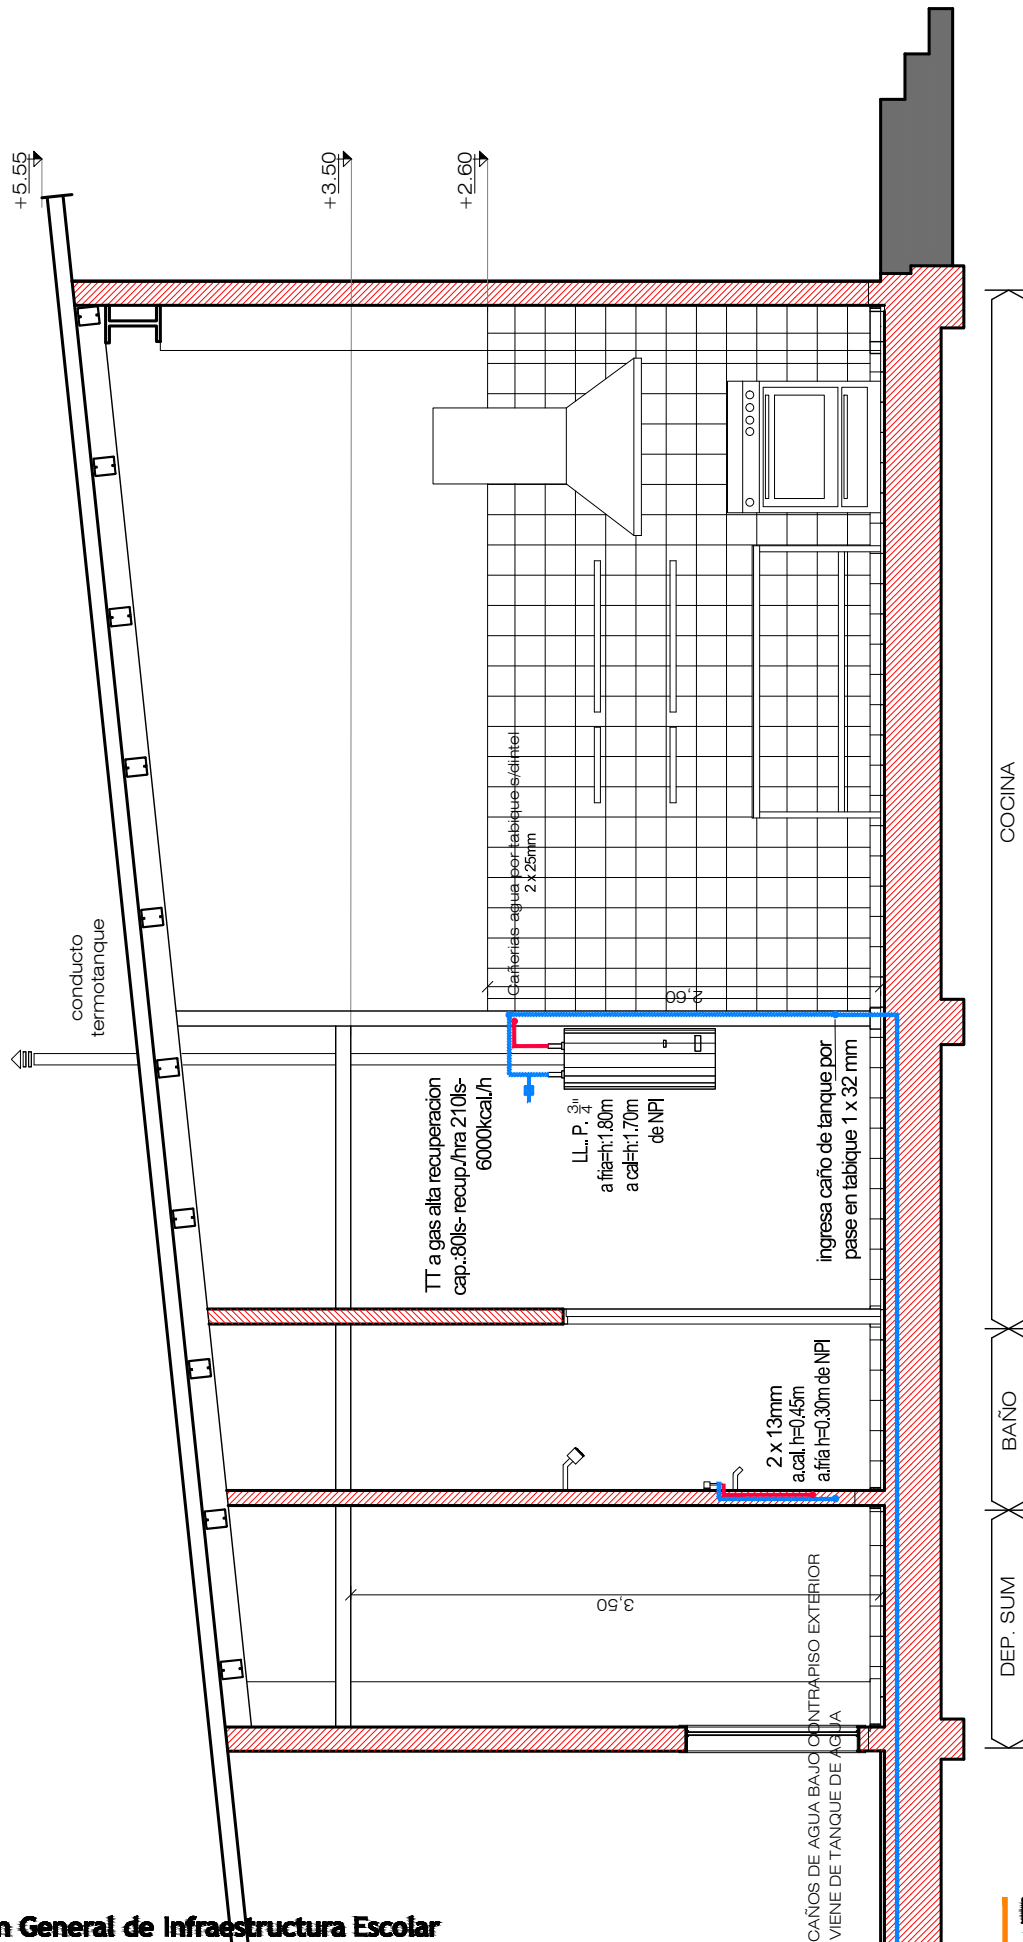 +5.55
+3.50
+2.60
conducto
termotanque
Cañerias agua por tabique s/dintel
2 x 25mm
2,60
TT a gas alta recuperacion
cap.:80ls- recup./hra 210ls-
6000kcal./h
LL. P. 3"/4
a fria=h:1.80m
a cal=h:1.70m
de NPI
ingresa caño de tanque por
pase en tabique 1 x 32 mm
2 x 13mm
a.cal. h=0.45m
a.fria h=0.30m de NPI
3,50
CAÑOS DE AGUA BAJO CONTRAPISO EXTERIOR
VIENE DE TANQUE DE AGUA
COCINA
BAÑO
DEP. SUM
n General de Infraestructura Escolar